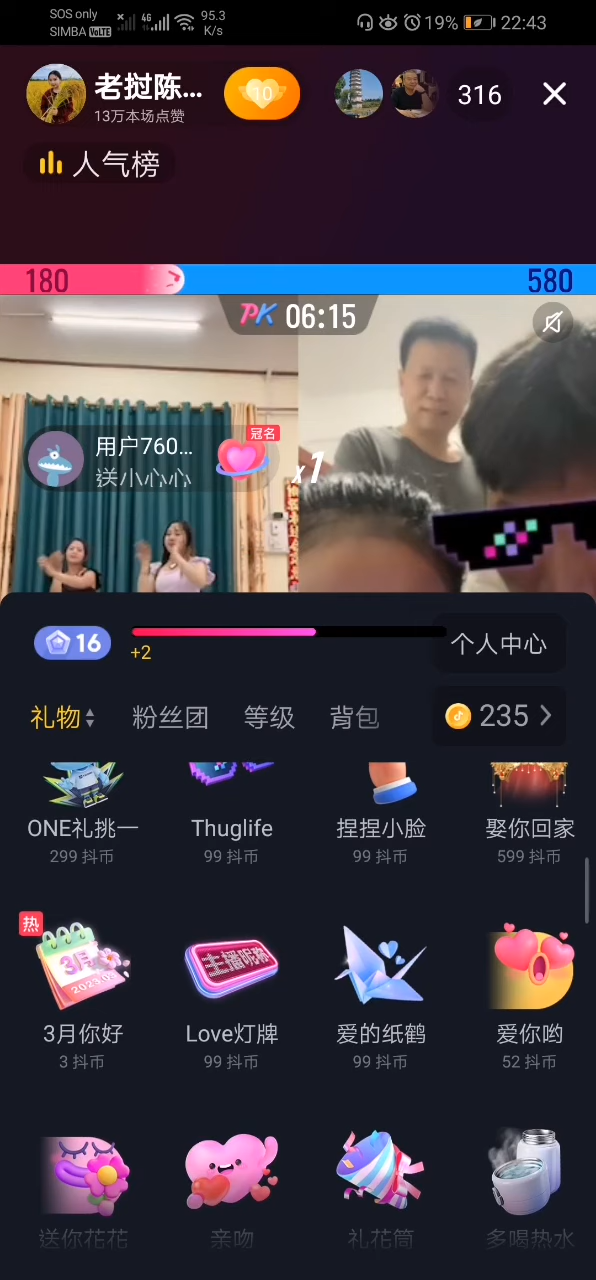 SOS only
SIMBA VoLTE
4G
95.3
K/s
19%
22:43
老挝陈...
13万本场点赞
10
316
人气榜
180
580
PK 06:15
用户760...
送小心心
冠名
x1
16
+2
个人中心
礼物
粉丝团
等级
背包
235
ONE礼挑一
Thuglife
捏捏小脸
娶你回家
299 抖币
99 抖币
99 抖币
599 抖币
热
3月
2023.03
主播昵称
3月你好
Love灯牌
爱的纸鹤
爱你哟
3 抖币
99 抖币
99 抖币
52 抖币
送你花花
亲吻
礼花筒
多喝热水